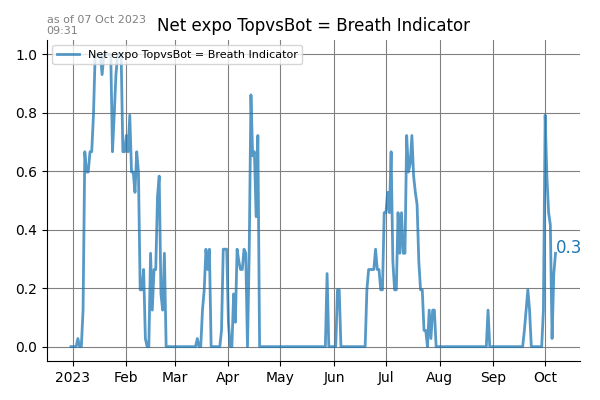 as of 07 Oct 2023
09:31
Net expo TopvsBot = Breath Indicator
Net expo TopvsBot = Breath Indicator
1.0
0.8
0.6
0.4
0.2
0.0
0.3
2023 Feb Mar Apr May Jun Jul Aug Sep Oct